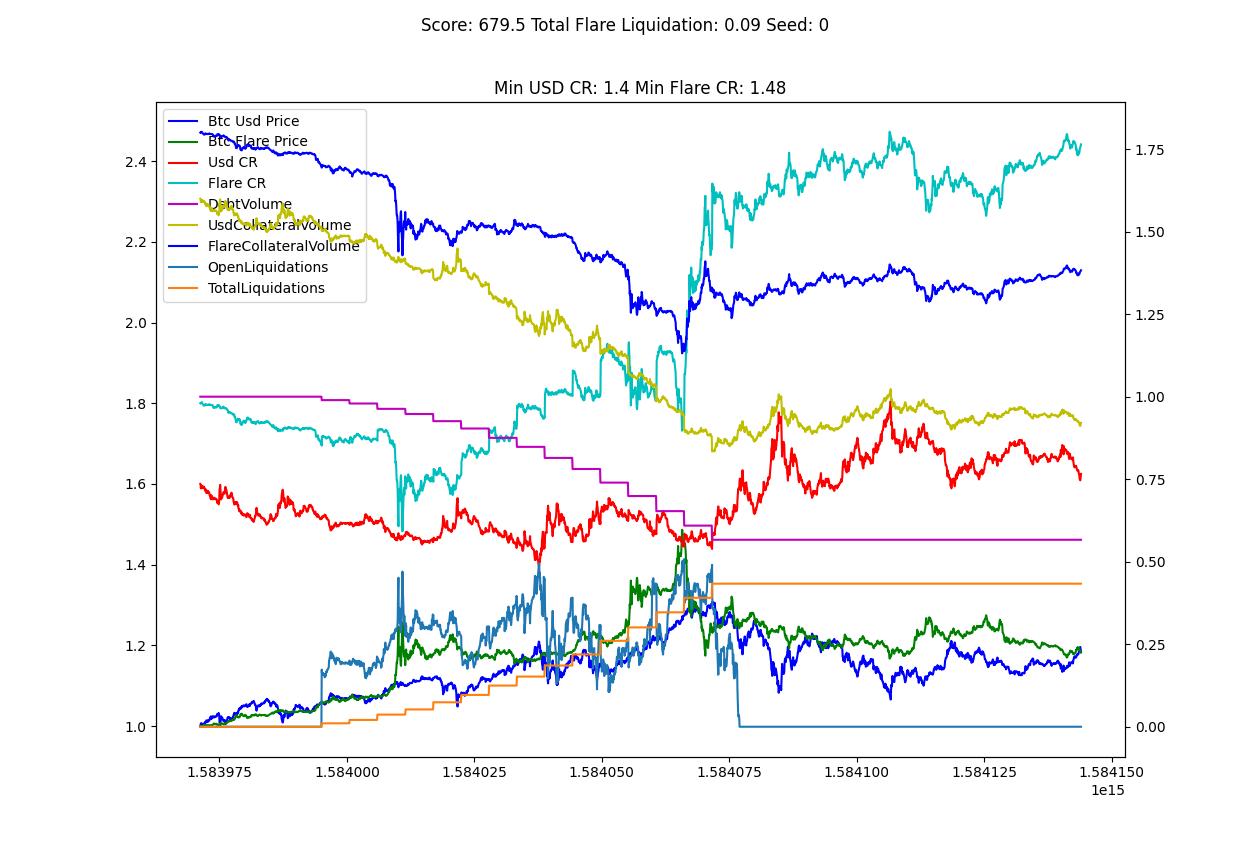 Score: 679.5 Total Flare Liquidation: 0.09 Seed: 0
Min USD CR: 1.4 Min Flare CR: 1.48
Btc Usd Price
Btc Flare Price
Usd CR
Flare CR
DebtVolume
UsdCollateralVolume
FlareCollateralVolume
OpenLiquidations
TotalLiquidations
2.4
2.2
2.0
1.8
1.6
1.4
1.2
1.0
1.75
1.50
1.25
1.00
0.75
0.50
0.25
0.00
1.583975 1.584000 1.584025 1.584050 1.584075 1.584100 1.584125 1.584150
1e15